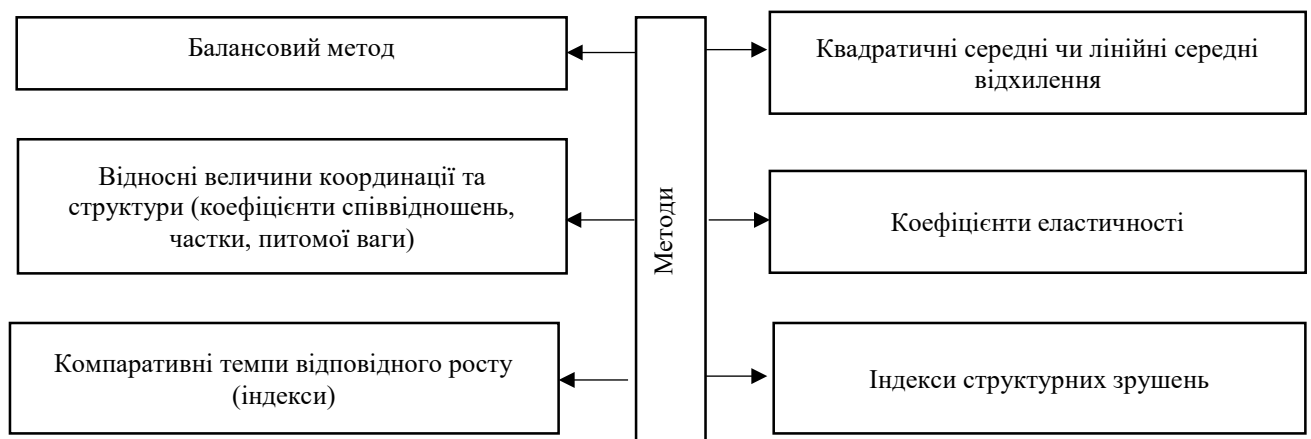 Балансовий метод
Відносні величини координації та
структури (коефіцієнти співвідношень,
частки, питомої ваги)
Компаративні темпи відповідного росту
(індекси)
Методи
Квадратичні середні чи лінійні середні
відхилення
Коефіцієнти еластичності
Індекси структурних зрушень